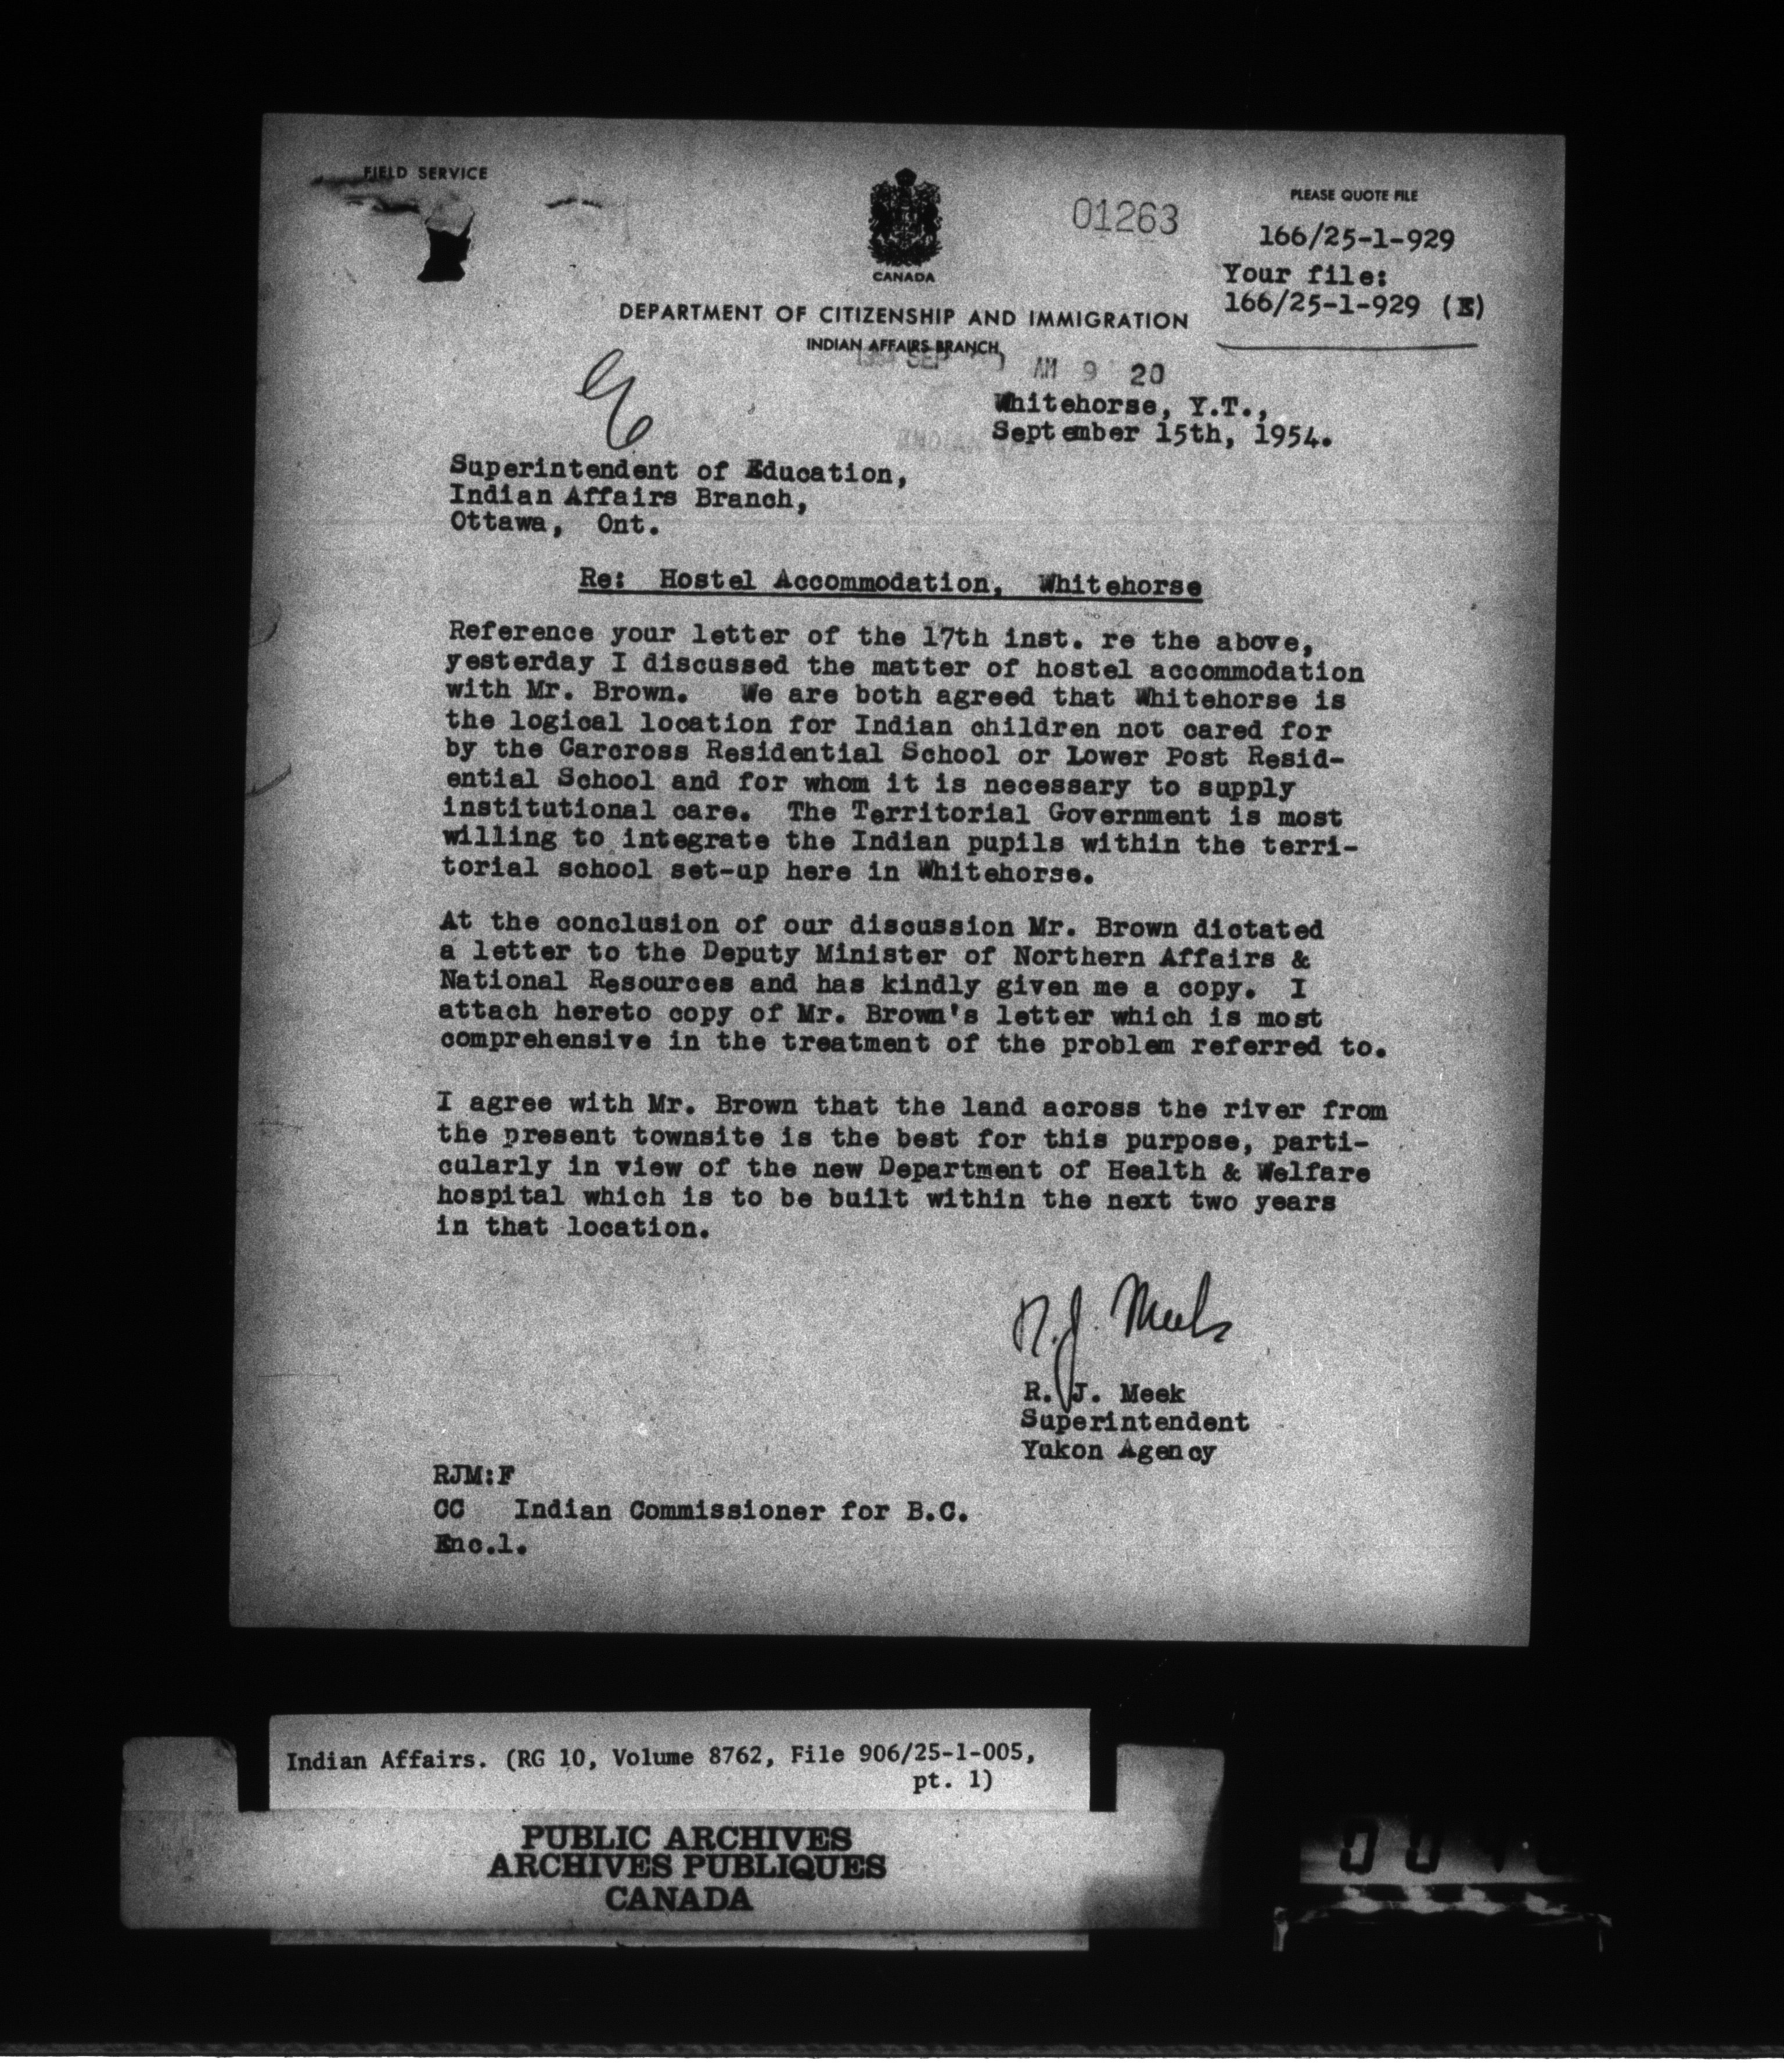 FIELD SERVICE
CANADA
01263
PLEASE QUOTE FILE
166/25-1-929
Your file:
166/25-1-929 (E)
DEPARTMENT OF CITIZENSHIP AND IMMIGRATION
INDIAN AFFAIRS BRANCH
SEP AM 9 20
Whitehorse, Y.T.,
September 15th, 1954.
Superintendent of Education,
Indian Affairs Branch,
Ottawa, Ont.
Re: Hostel Accommodation, Whitehorse
Reference your letter of the 17th inst. re the above,
yesterday I discussed the matter of hostel accommodation
with Mr. Brown. We are both agreed that Whitehorse is
the logical location for Indian children not cared for
by the Carcross Residential School or Lower Post Resid-
ential School and for whom it is necessary to supply
institutional care. The Territorial Government is most
willing to integrate the Indian pupils within the terri-
torial school set-up here in Whitehorse.
At the conclusion of our discussion Mr. Brown dictated
a letter to the Deputy Minister of Northern Affairs &
National Resources and has kindly given me a copy. I
attach hereto copy of Mr. Brown's letter which is most
comprehensive in the treatment of the problem referred to.
I agree with Mr. Brown that the land across the river from
the present townsite is the best for this purpose, parti-
cularly in view of the new Department of Health & Welfare
hospital which is to be built within the next two years
in that location.
R. J. Meek
R. J. Meek
Superintendent
Yukon Agency
RJM:F
CC Indian Commissioner for B.C.
Enc.1.
Indian Affairs. (RG 10, Volume 8762, File 906/25-1-005,
pt. 1)
PUBLIC ARCHIVES
ARCHIVES PUBLIQUES
CANADA